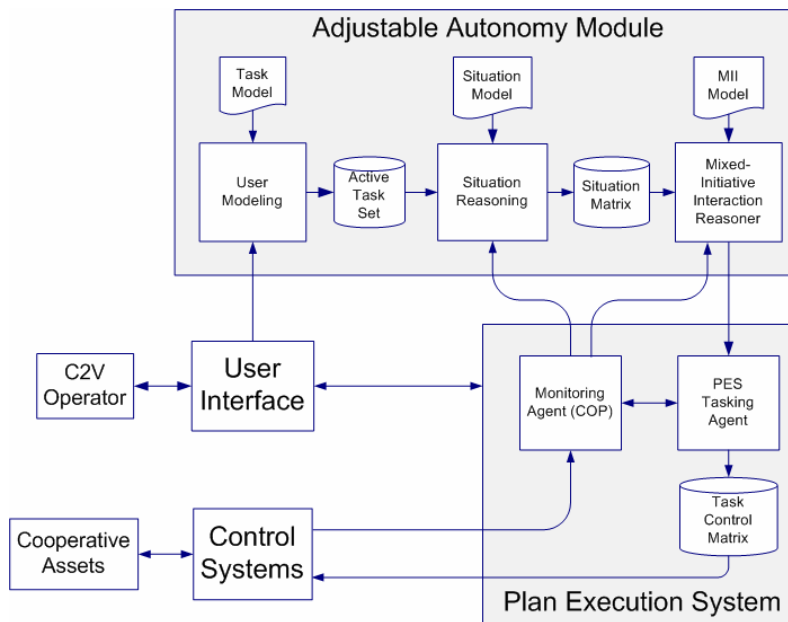 Adjustable Autonomy Module
Task
Model
Situation
Model
MII
Model
User
Modeling
Active
Task
Set
Situation
Reasoning
Situation
Matrix
Mixed-
Initiative
Interaction
Reasoner
C2V
Operator
User
Interface
Monitoring
Agent (COP)
PES
Tasking
Agent
Cooperative
Assets
Control
Systems
Task
Control
Matrix
Plan Execution System